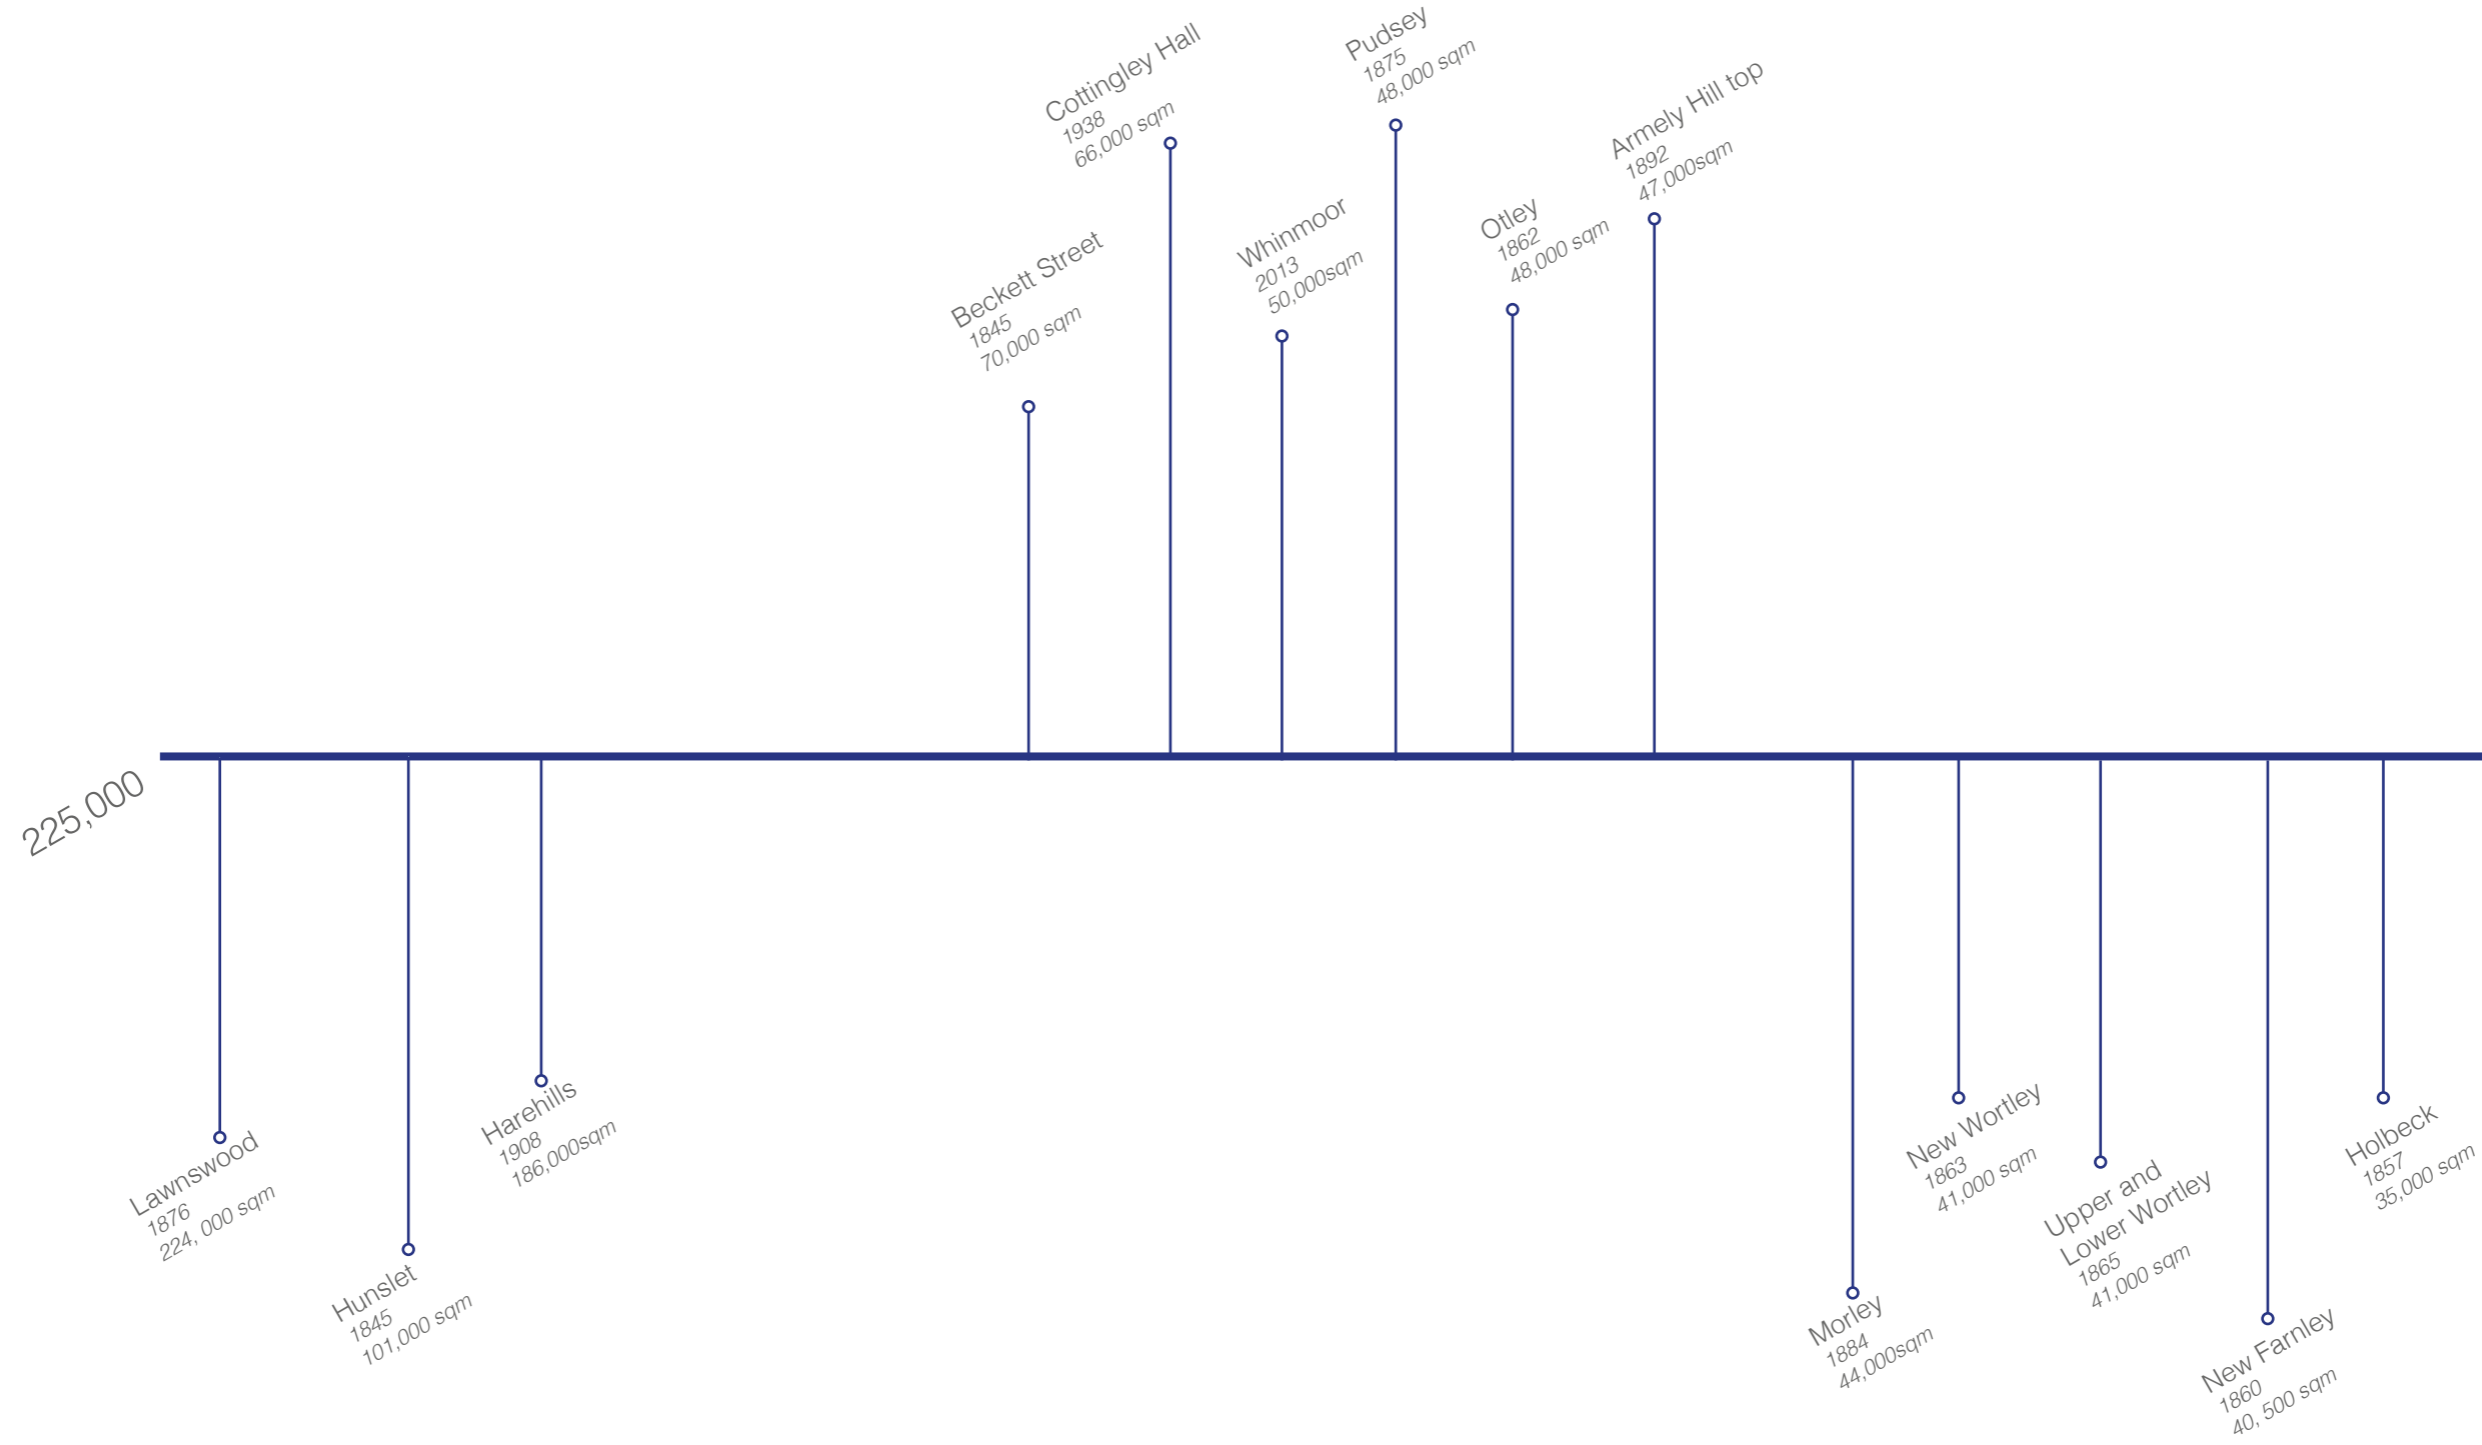 Cottingley Hall
1938
66,000 sqm
Pudsey
1875
48,000 sqm
Armely Hill top
1892
47,000sqm
Beckett Street
1845
70,000 sqm
Whinmoor
2013
50,000sqm
Otley
1862
48,000 sqm
225,000
Lawnswood
1876
224, 000 sqm
Hunslet
1845
101,000 sqm
Harehills
1908
186,000sqm
Morley
1884
44,000sqm
New Wortley
1863
41,000 sqm
Upper and
Lower Wortley
1865
41,000 sqm
New Farnley
1860
40, 500 sqm
Holbeck
1857
35,000 sqm